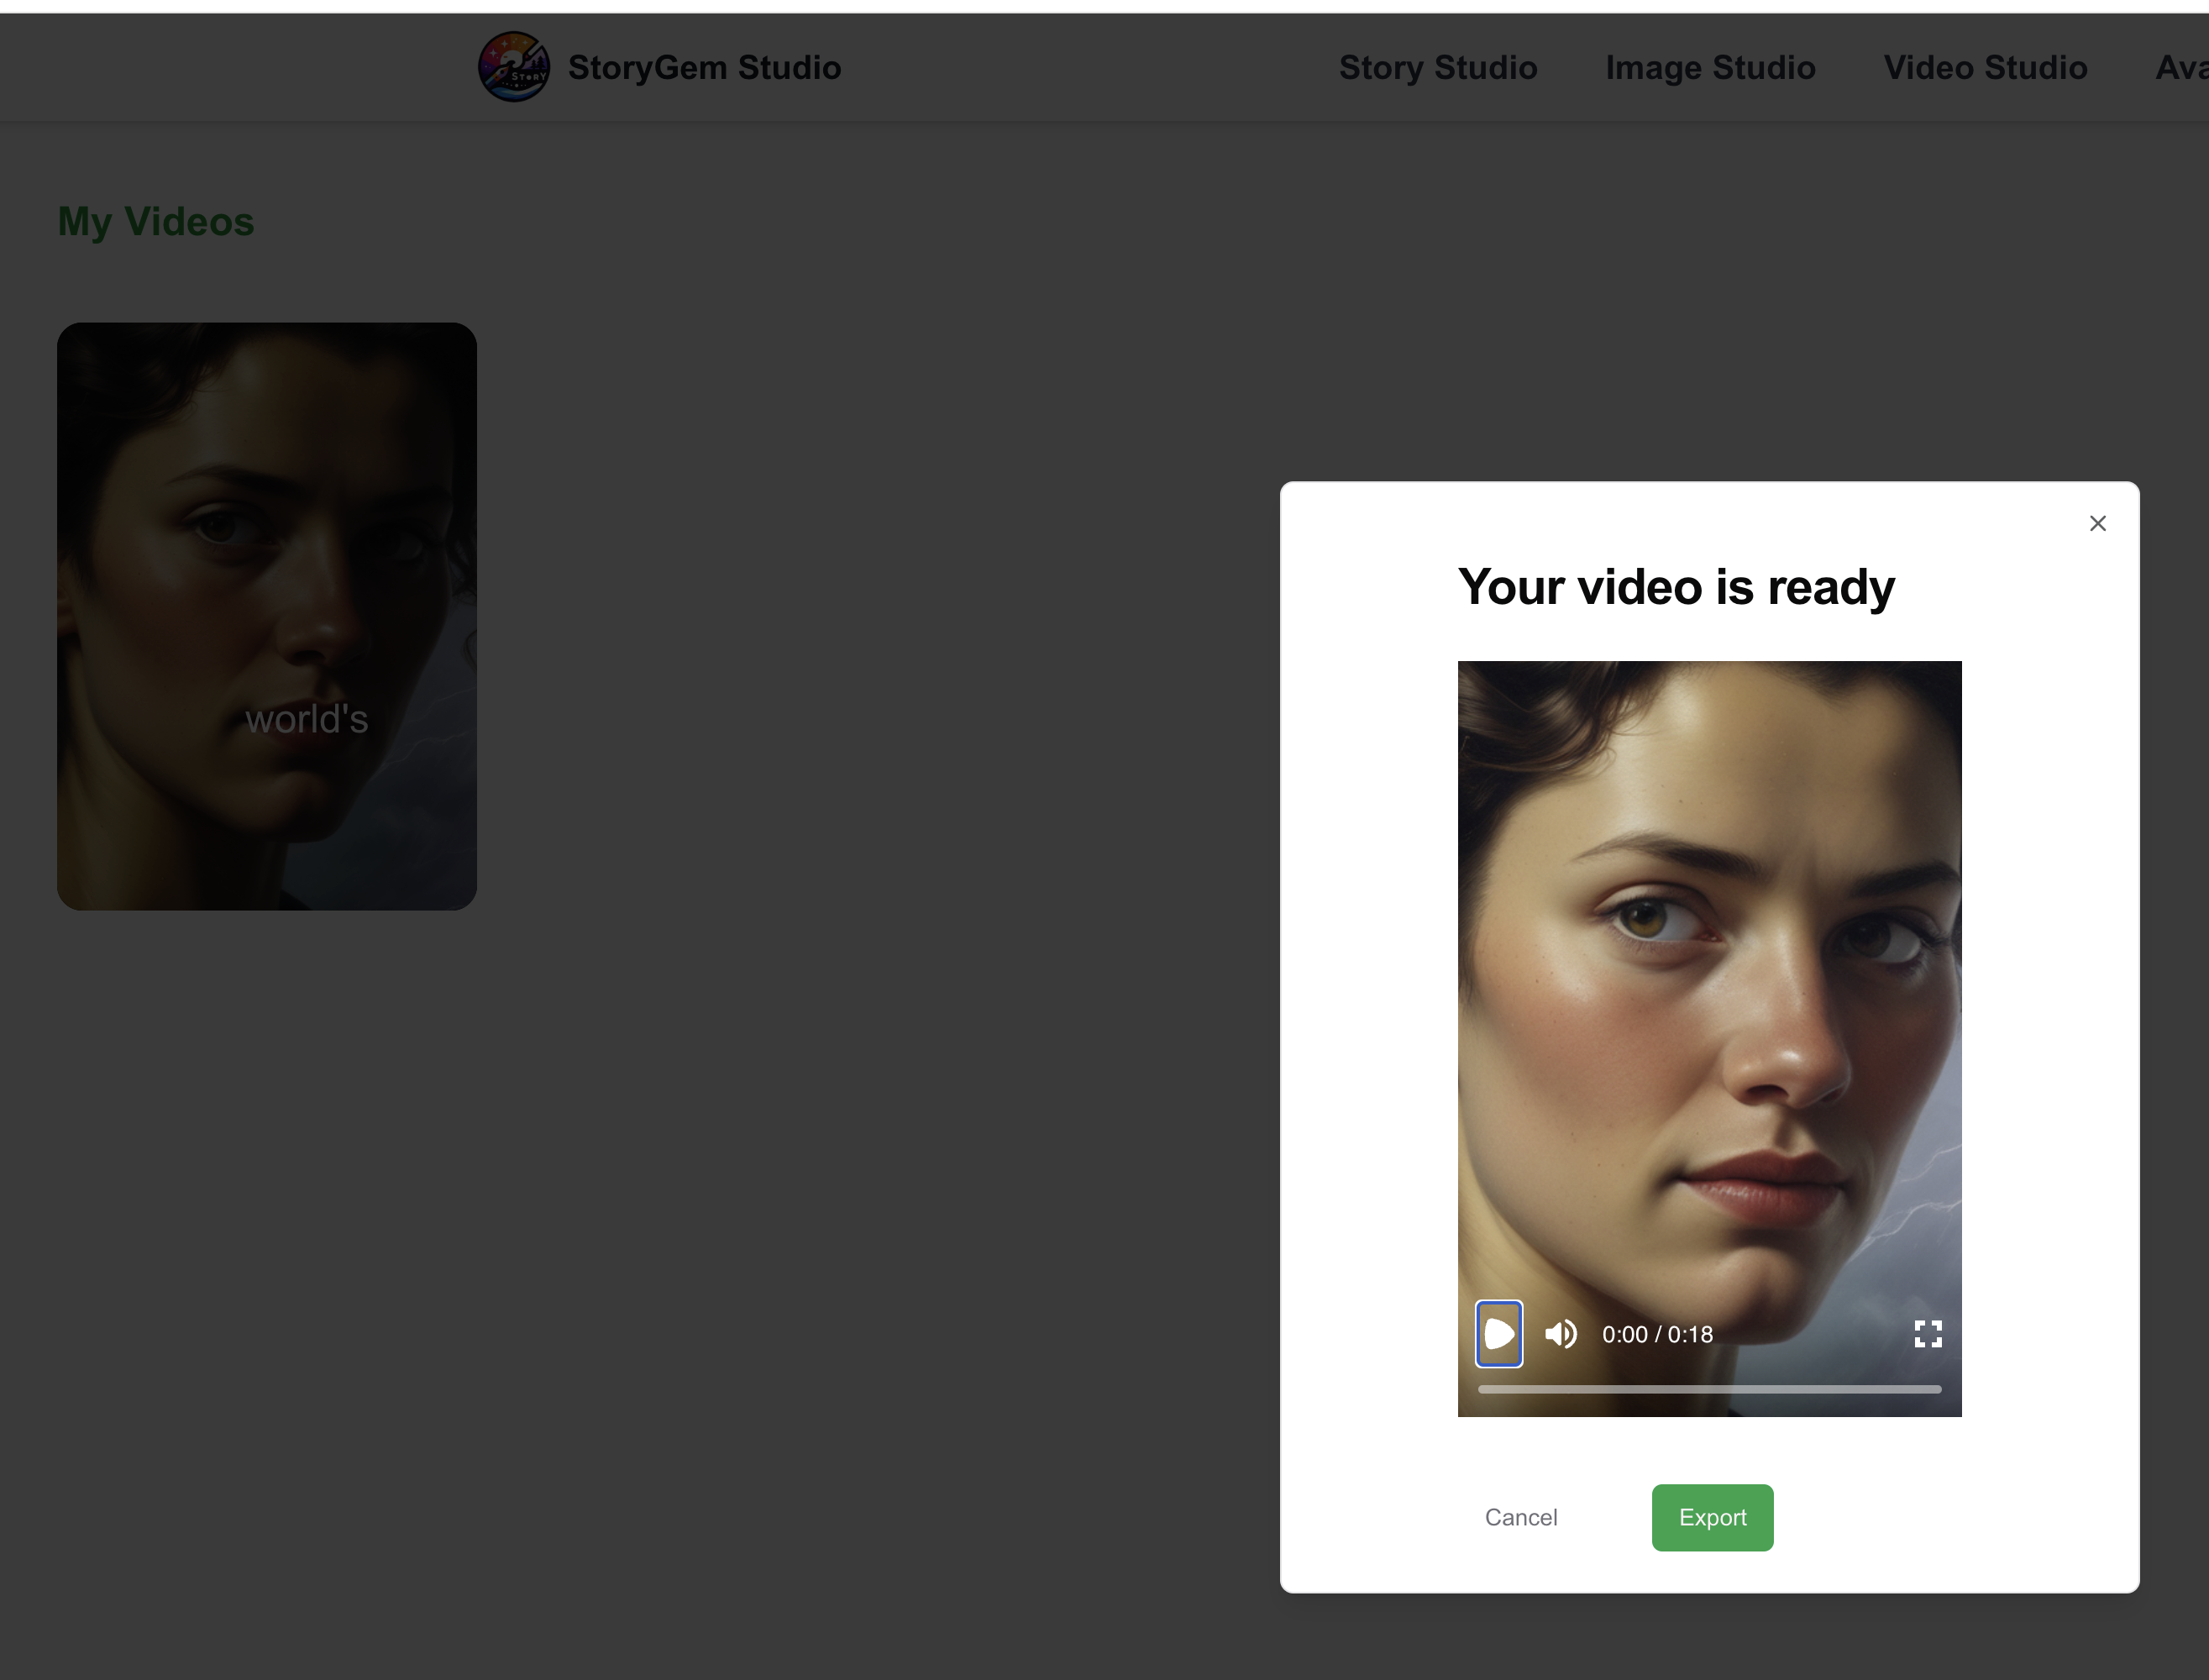 STORY
StoryGem Studio
Story Studio
Image Studio
Video Studio
My Videos
world's
Your video is ready
0:00 / 0:18
Cancel
Export